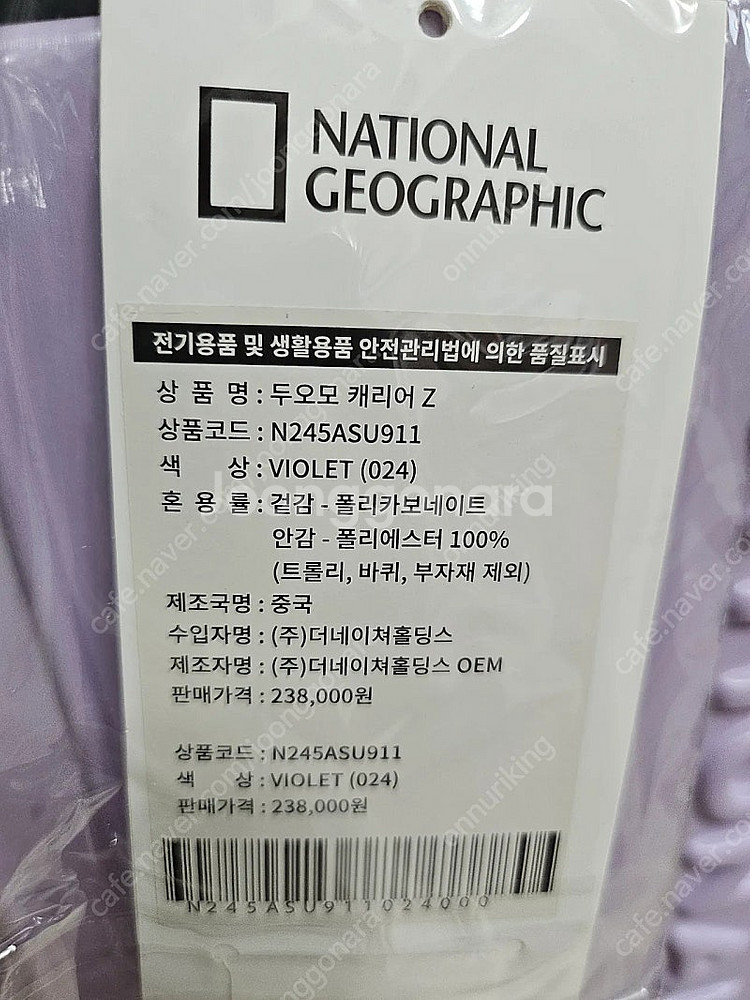 NATIONAL
GEOGRAPHIC
전기용품 및 생활용품 안전관리법에 의한 품질표시
상 품 명 : 두오모 캐리어 Z
상품코드 : N245ASU911
색 상 : VIOLET (024)
혼 용 률 : 겉감 - 폴리카보네이트
joonggonara
안감 - 폴리에스터 100%
(트롤리, 바퀴, 부자재 제외)
제조국명 : 중국
수입자명 : (주)더네이쳐홀딩스
제조자명 : (주)더네이쳐홀딩스 OEM
판매가격 : 238,000원
상품코드 : N245ASU911
색 상 : VIOLET (024)
판매가격 : 238,000원
N245ASU911024000
cafe.naver.com/joonggonara
onnuriking